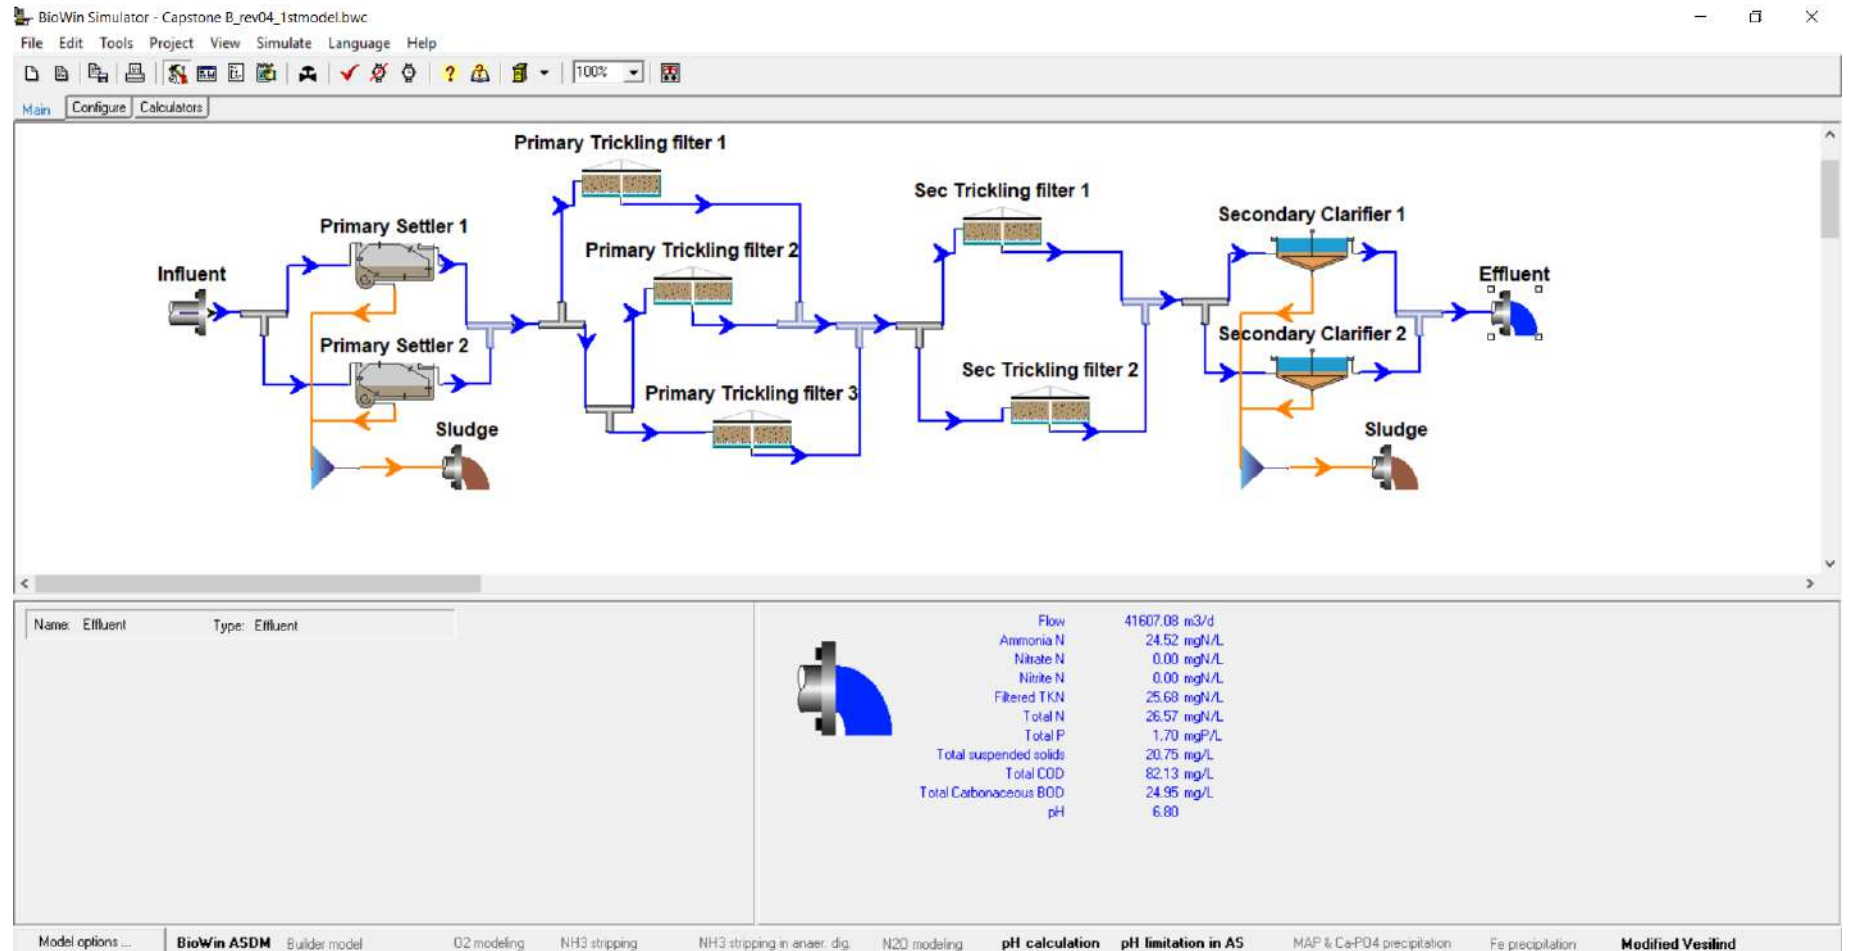 BioWin Simulator - Capstone B_rev04_1stmodel.bwc
File Edit Tools Project View Simulate Language Help
100%
Main Configure Calculators
Primary Trickling filter 1
Sec Trickling filter 1
Primary Settler 1
Secondary Clarifier 1
Primary Trickling filter 2
Influent
Effluent
Primary Settler 2
Secondary Clarifier 2
Sec Trickling filter 2
Primary Trickling filter 3
Sludge
Sludge
Name: Effluent Type: Effluent
Flow 41607.08 m3/d
Ammonia N 24.52 mgN/L
Nitrate N 0.00 mgN/L
Nitrite N 0.00 mgN/L
Filtered TKN 25.68 mgN/L
Total N 26.57 mgN/L
Total P 1.70 mgP/L
Total suspended solids 20.75 mg/L
Total COD 82.13 mg/L
Total Carbonaceous BOD 24.95 mg/L
pH 6.80
Model options ... BioWin ASDM Builder model O2 modeling NH3 stripping NH3 stripping in anaer. dig. N2O modeling pH calculation pH limitation in AS MAP & Ca-PO4 precipitation Fe precipitation Modified Vesilind